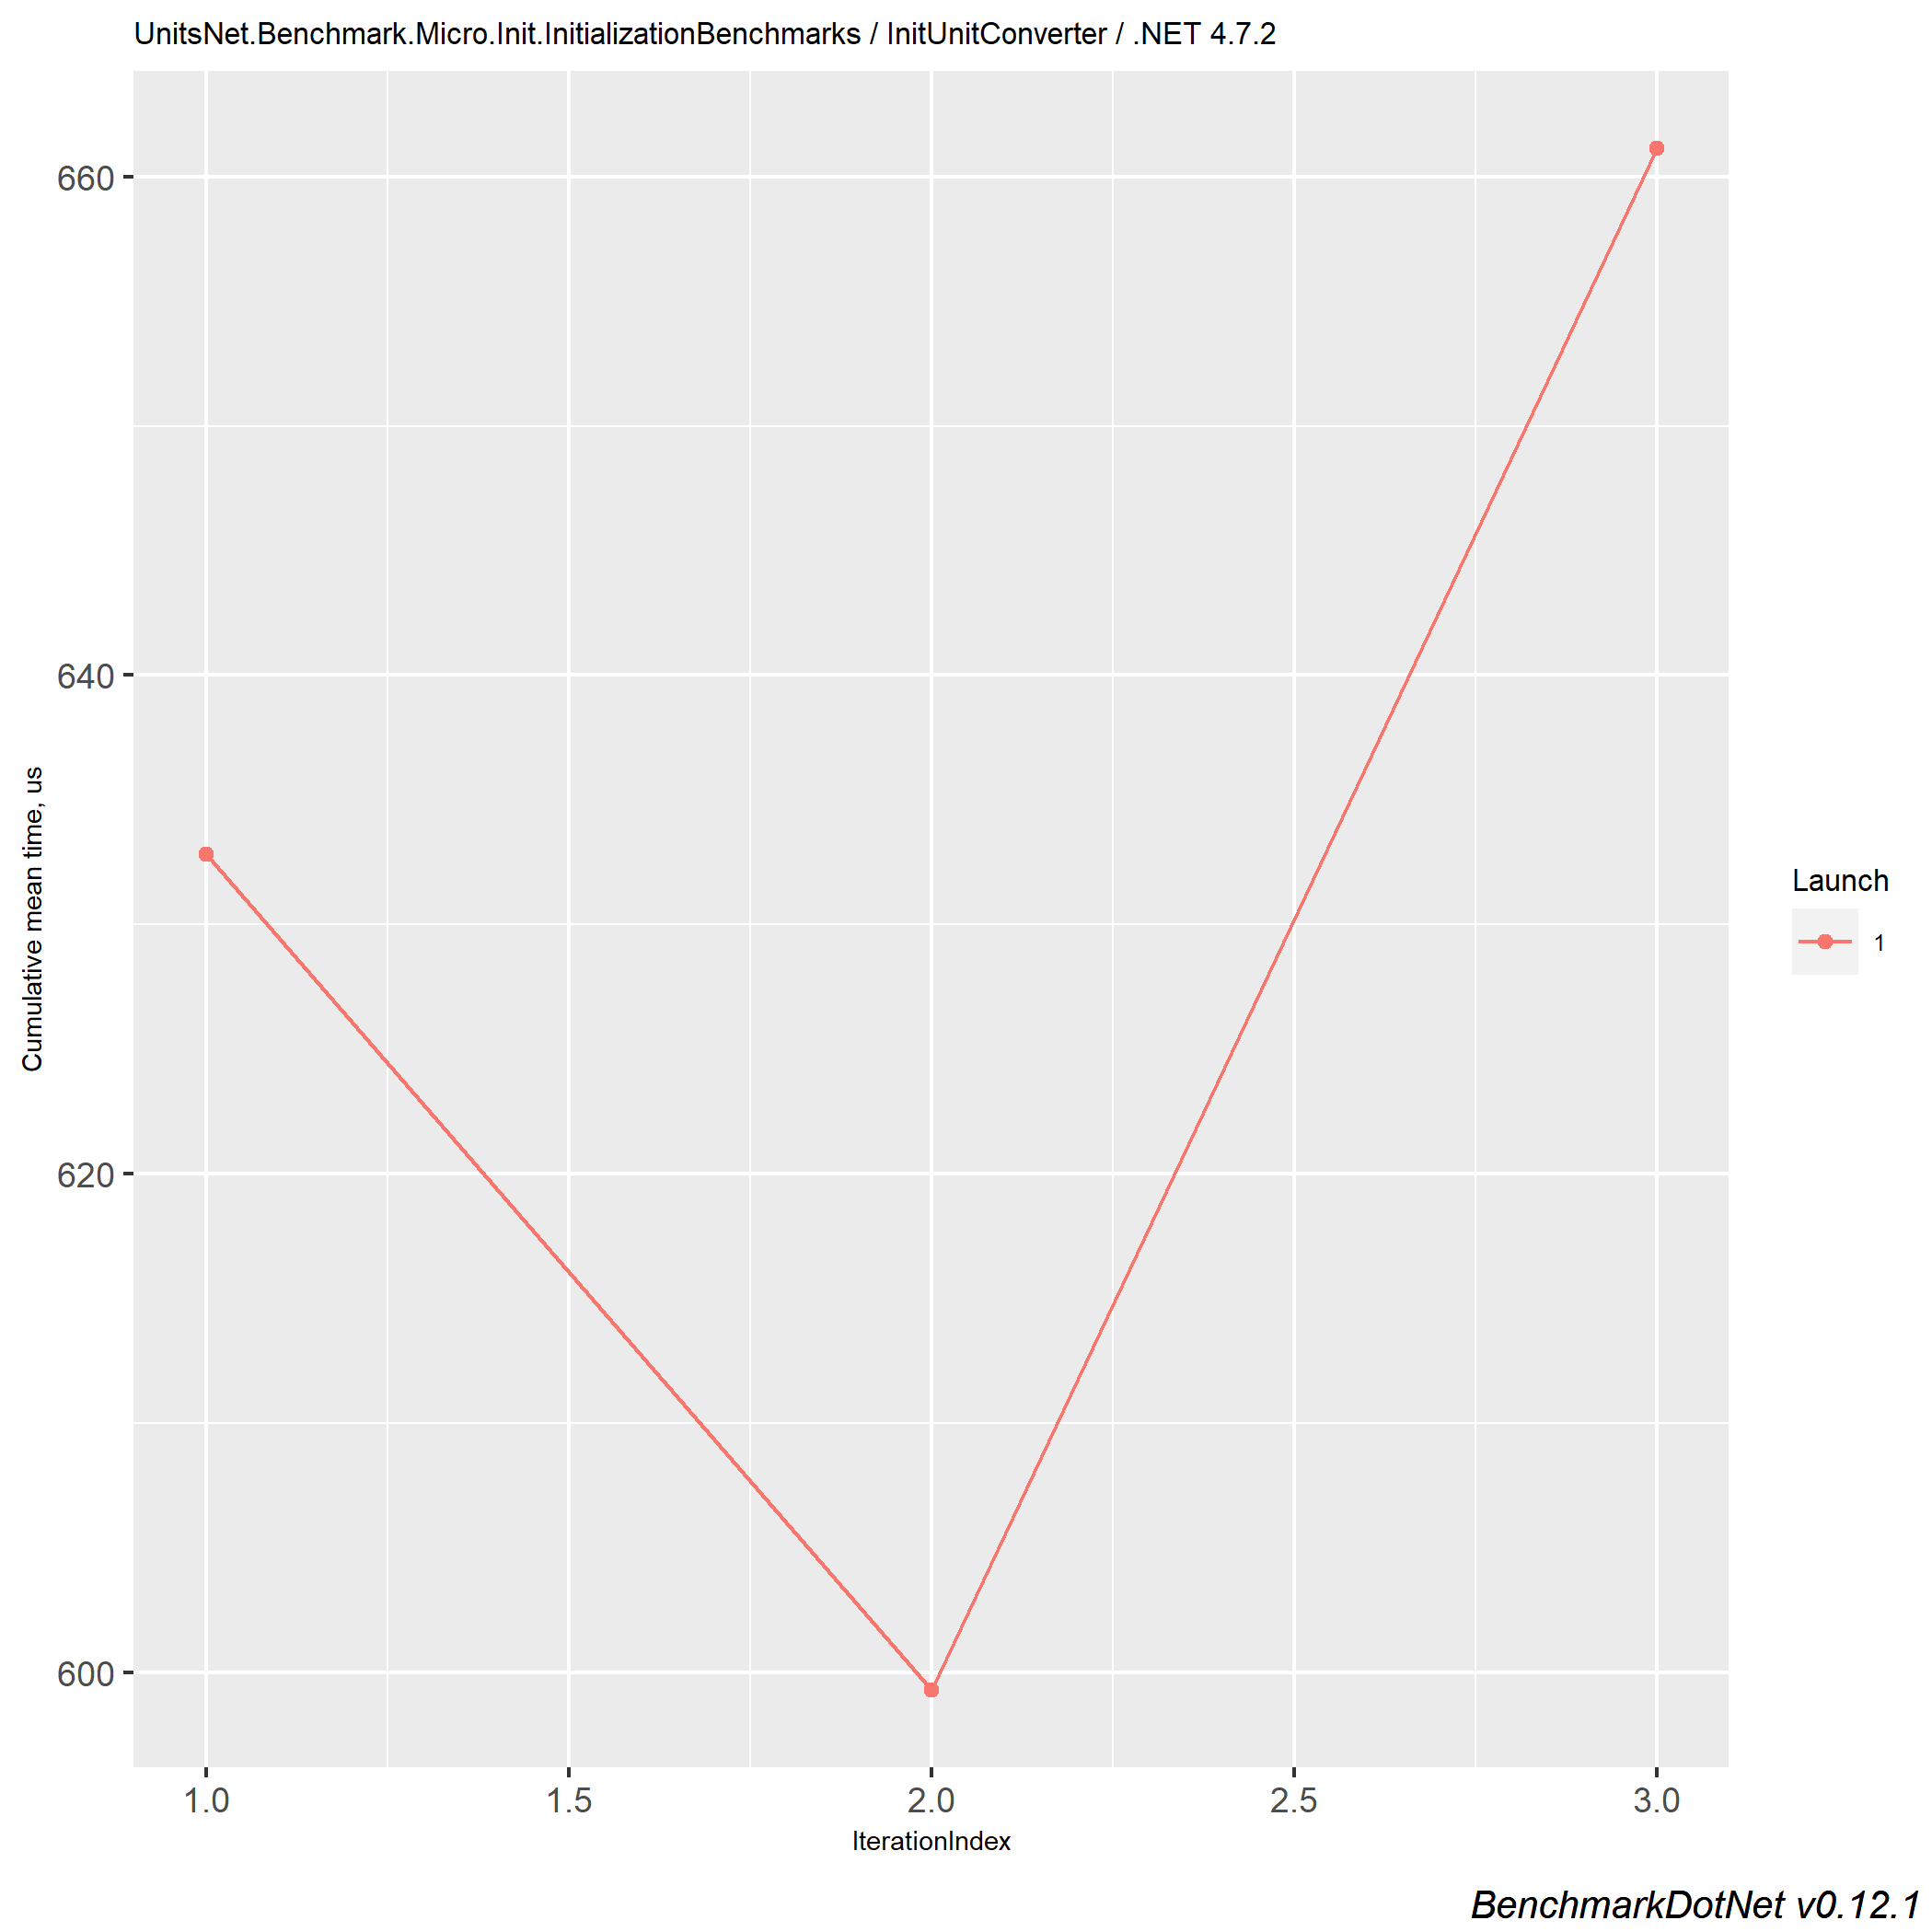 UnitsNet.Benchmark.Micro.Init.InitializationBenchmarks / InitUnitConverter / .NET 4.7.2
660
640
620
600
Cumulative mean time, us
1.0 1.5 2.0 2.5 3.0
IterationIndex
Launch
1
BenchmarkDotNet v0.12.1